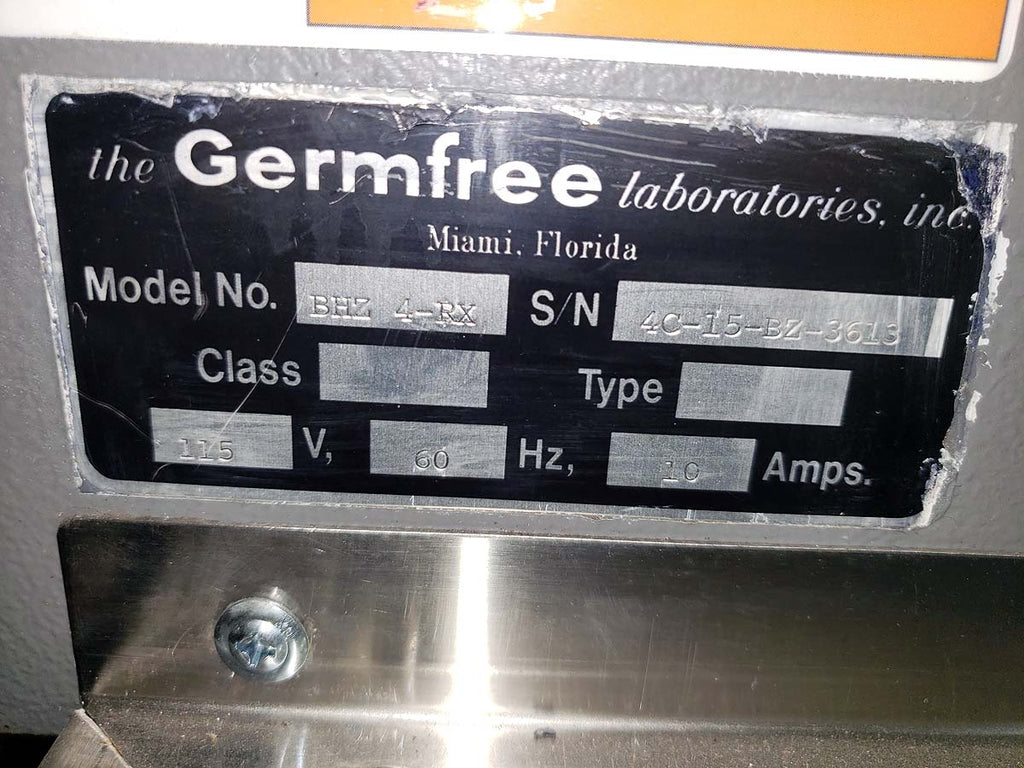 the Germfree laboratories, inc.
Miami, Florida
Model No. BHZ 4-RX S/N 4C-15-BZ-3613
Class Type
115 V, 60 Hz, 10 Amps.